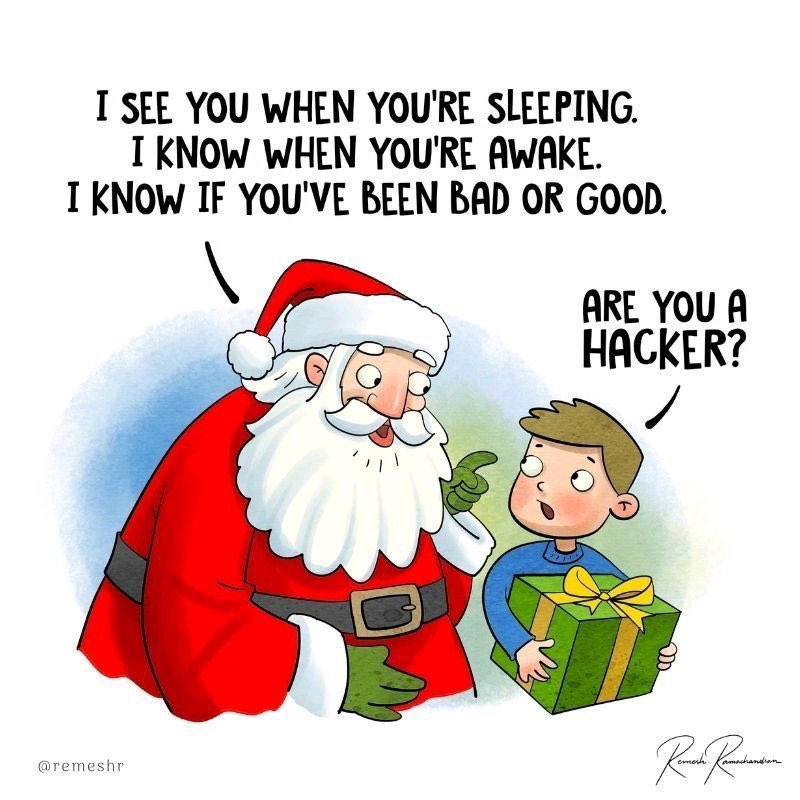 I SEE YOU WHEN YOU'RE SLEEPING.
I KNOW WHEN YOU'RE AWAKE.
I KNOW IF YOU'VE BEEN BAD OR GOOD.
ARE YOU A
HACKER?
@remeshr
Remesh Ramachandran